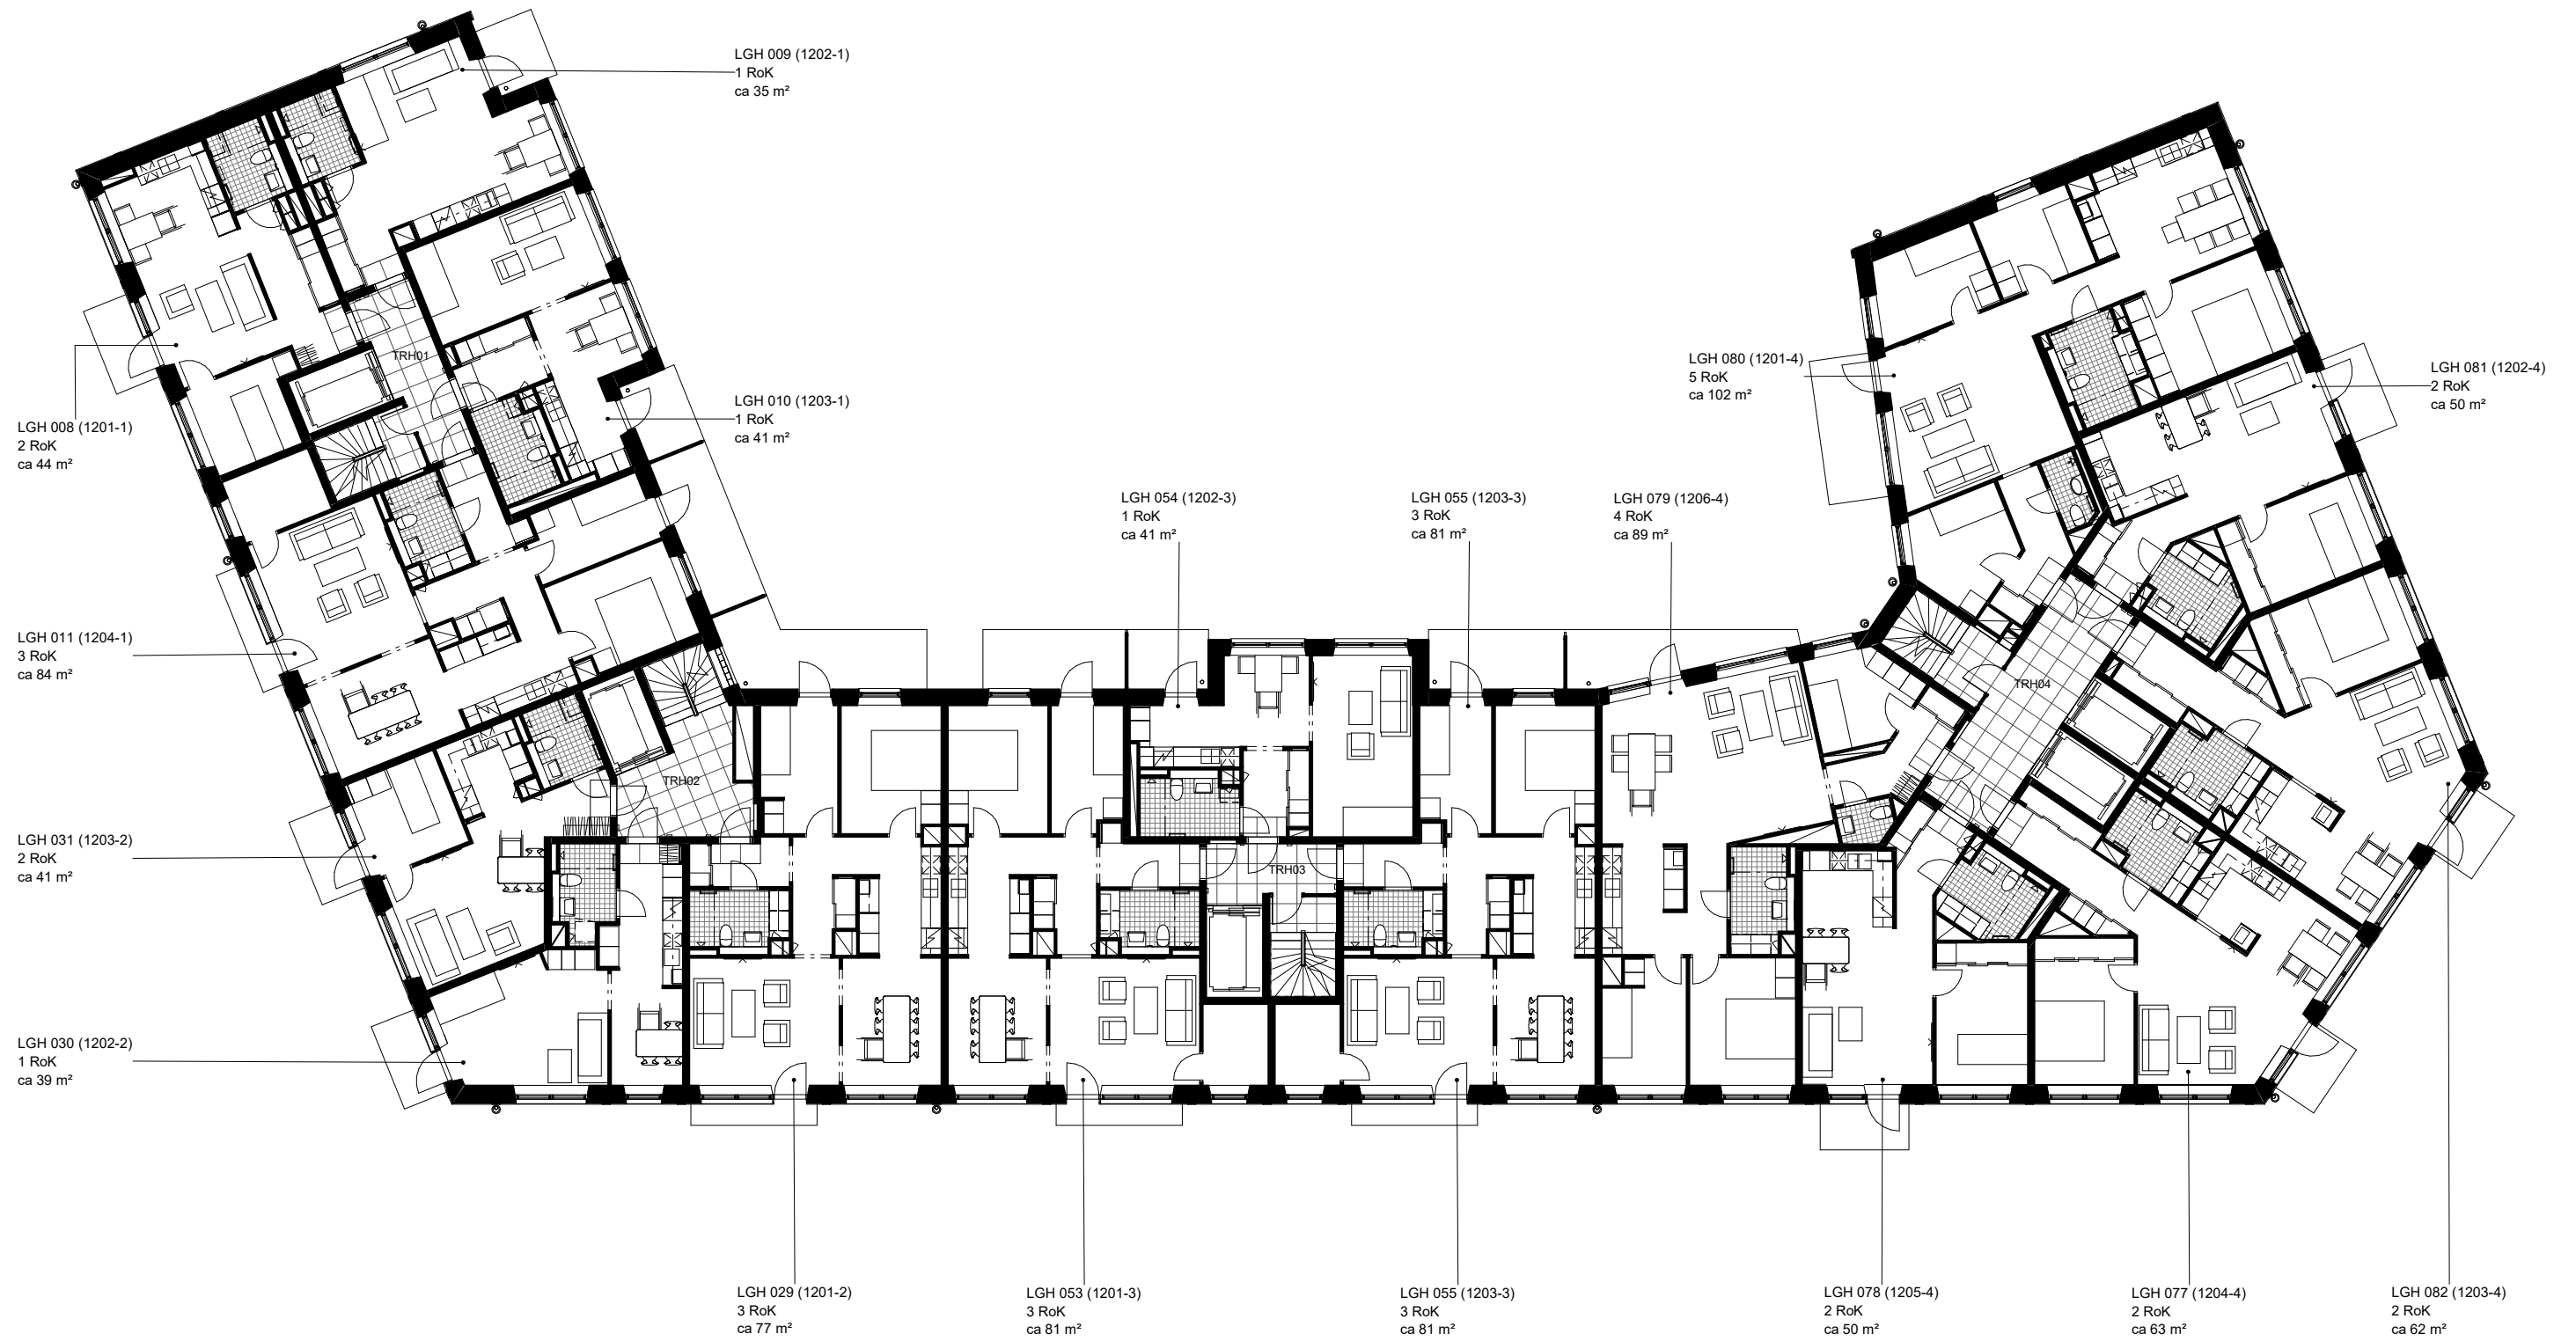 LGH 009 (1202-1)
1 RoK
ca 35 m²
TRH01
LGH 080 (1201-4)
5 RoK
ca 102 m²
LGH 081 (1202-4)
2 RoK
ca 50 m²
LGH 010 (1203-1)
1 RoK
ca 41 m²
LGH 008 (1201-1)
2 RoK
ca 44 m²
LGH 054 (1202-3)
1 RoK
ca 41 m²
LGH 055 (1203-3)
3 RoK
ca 81 m²
LGH 079 (1206-4)
4 RoK
ca 89 m²
LGH 011 (1204-1)
3 RoK
ca 84 m²
TRH04
TRH02
LGH 031 (1203-2)
2 RoK
ca 41 m²
TRH03
LGH 030 (1202-2)
1 RoK
ca 39 m²
LGH 029 (1201-2)
3 RoK
ca 77 m²
LGH 053 (1201-3)
3 RoK
ca 81 m²
LGH 055 (1203-3)
3 RoK
ca 81 m²
LGH 078 (1205-4)
2 RoK
ca 50 m²
LGH 077 (1204-4)
2 RoK
ca 63 m²
LGH 082 (1203-4)
2 RoK
ca 62 m²